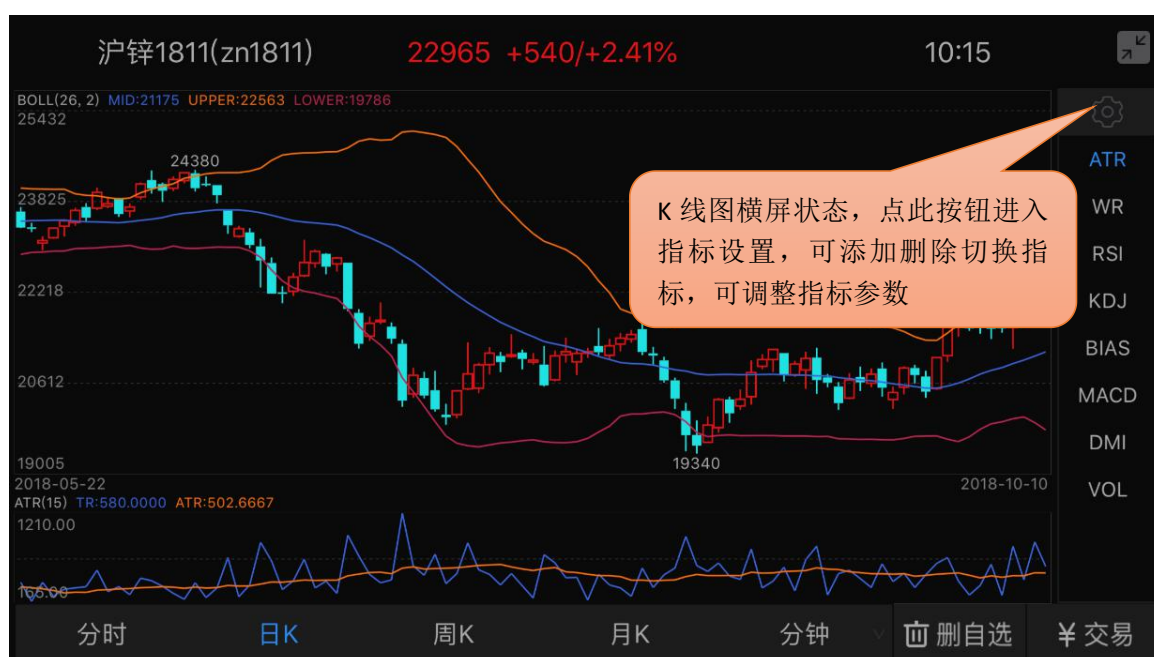 沪锌1811(zn1811) 22965 +540/+2.41% 10:15
BOLL(26, 2) MID:21175 UPPER:22563 LOWER:19786
25432
24380
23825
22218
20612
19005
19340
2018-05-22 2018-10-10
ATR(15) TR:580.0000 ATR:502.6667
1210.00
K 线图横屏状态，点此按钮进入
指标设置，可添加删除切换指
标，可调整指标参数
ATR
WR
RSI
KDJ
BIAS
MACD
DMI
VOL
分时 日K 周K 月K 分钟 删自选 ¥ 交易